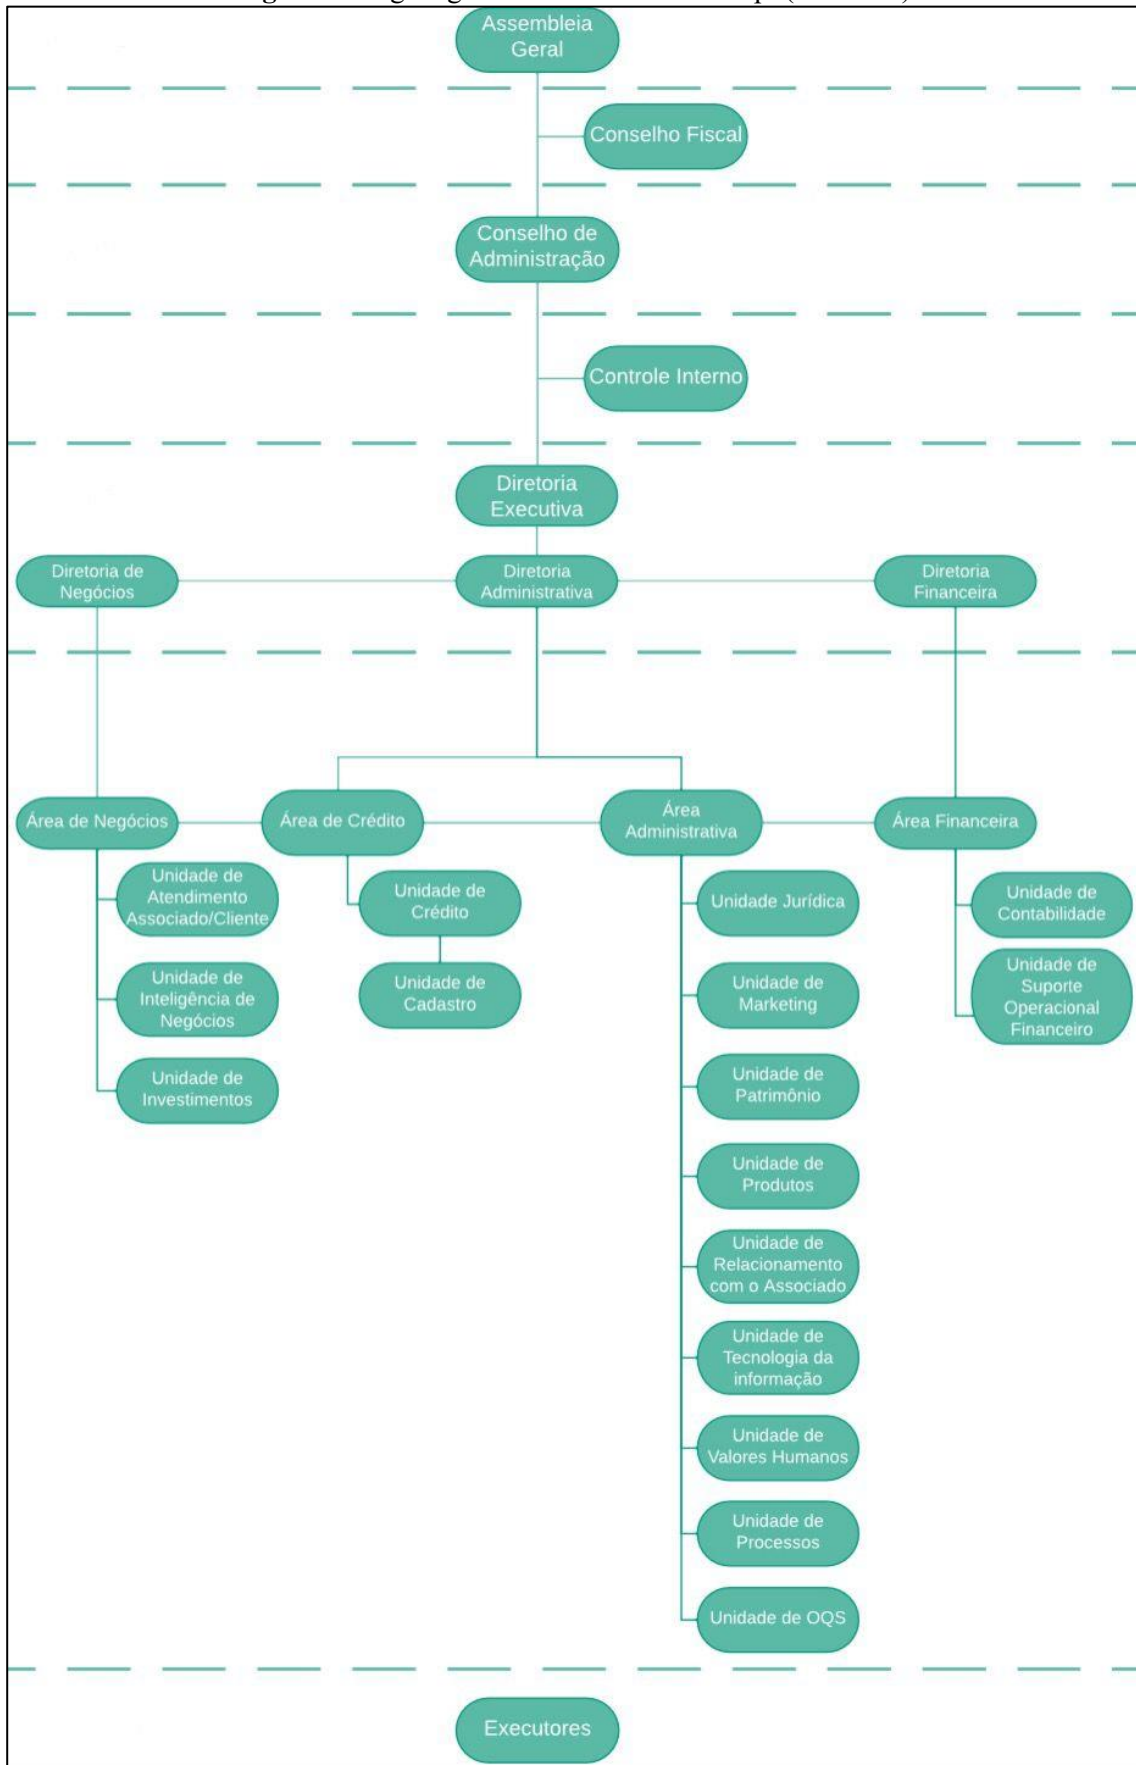 Assembleia
Geral
Conselho Fiscal
Conselho de
Administração
Controle Interno
Diretoria
Executiva
Diretoria de
Negócios
Diretoria
Administrativa
Diretoria
Financeira
Área de Negócios
Área de Crédito
Área
Administrativa
Área Financeira
Unidade de
Atendimento
Associado/Cliente
Unidade de
Inteligência de
Negócios
Unidade de
Investimentos
Unidade de
Crédito
Unidade de
Cadastro
Unidade Jurídica
Unidade de
Marketing
Unidade de
Patrimônio
Unidade de
Produtos
Unidade de
Relacionamento
com o Associado
Unidade de
Tecnologia da
informação
Unidade de
Valores Humanos
Unidade de
Processos
Unidade de OQS
Unidade de
Contabilidade
Unidade de
Suporte
Operacional
Financeiro
Executores